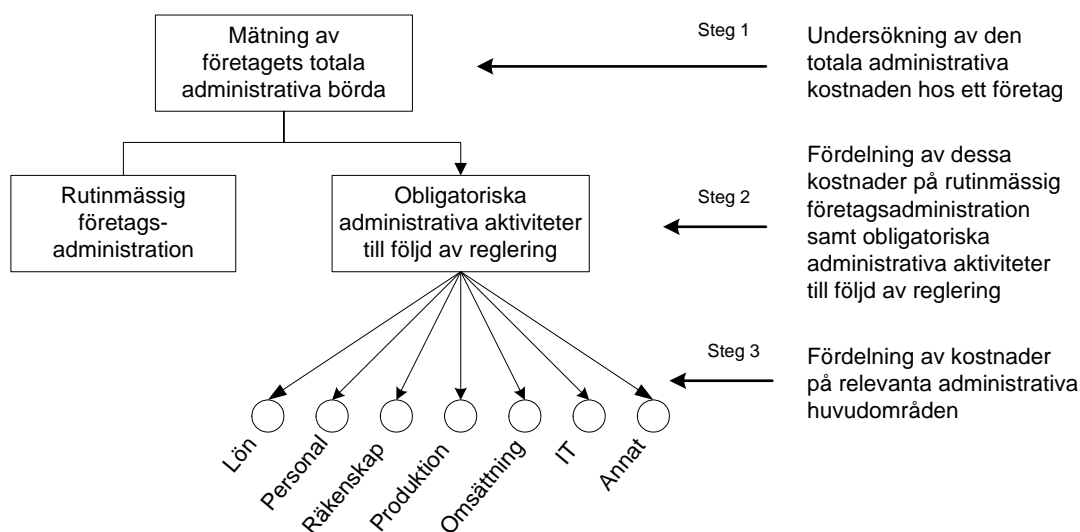 Mätning av
företagets totala
administrativa börda
Steg 1
Undersökning av den
totala administrativa
kostnaden hos ett företag
Rutinmässig
företags-
administration
Obligatoriska
administrativa aktiviteter
till följd av reglering
Steg 2
Fördelning av dessa
kostnader på rutinmässig
företagsadministration
samt obligatoriska
administrativa aktiviteter
till följd av reglering
Steg 3
Fördelning av kostnader
på relevanta administrativa
huvudområden
Lön
Personal
Räkenskap
Produktion
Omsättning
IT
Annat